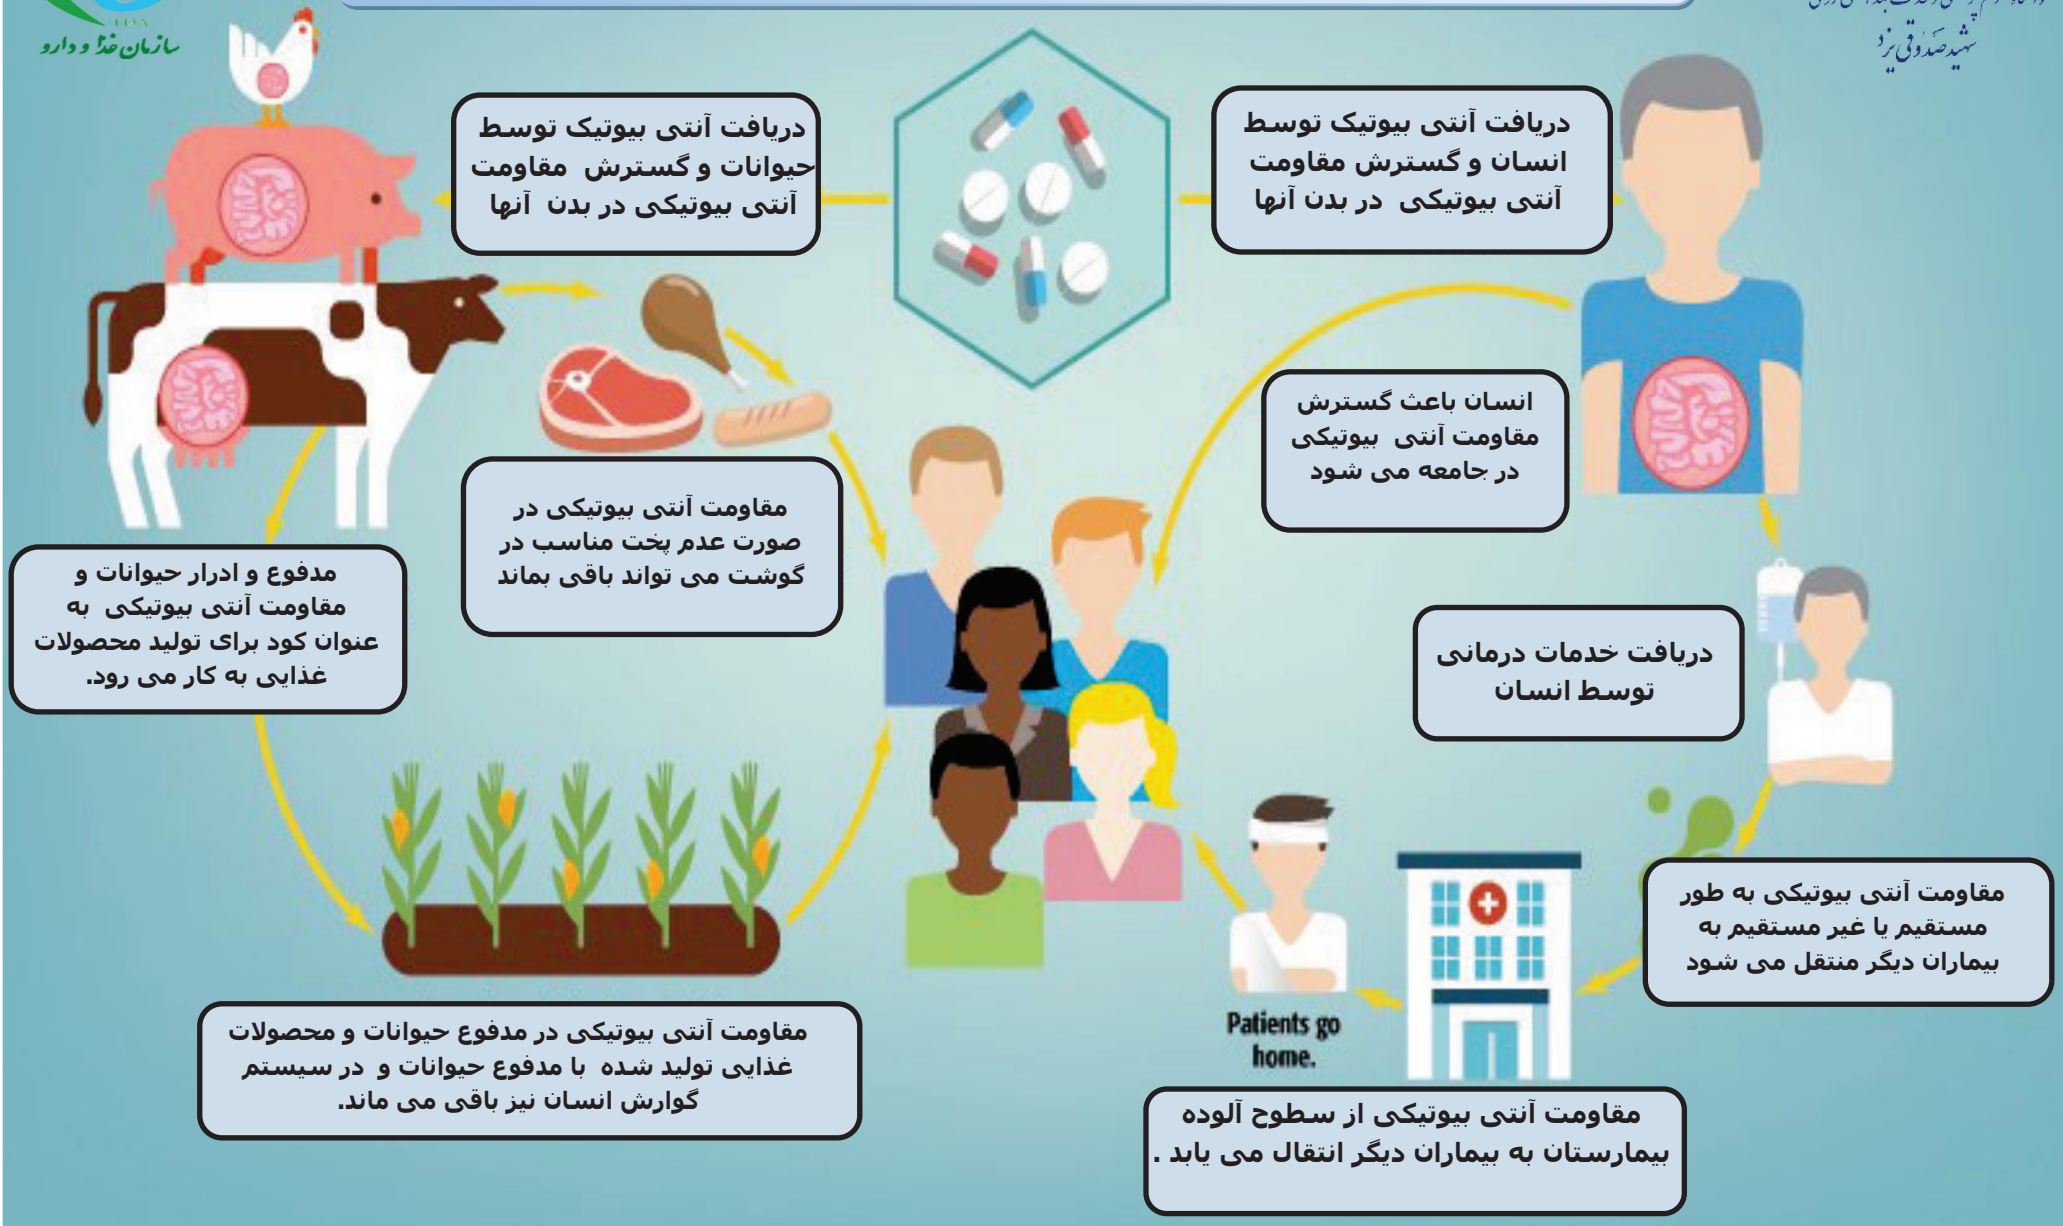 سازمان غذا و دارو
شهید صدوقی یزد
دریافت آنتی بیوتیک توسط
انسان و گسترش مقاومت
آنتی بیوتیکی در بدن آنها
دریافت آنتی بیوتیک توسط
حیوانات و گسترش مقاومت
آنتی بیوتیکی در بدن آنها
انسان باعث گسترش
مقاومت آنتی بیوتیکی
در جامعه می شود
مقاومت آنتی بیوتیکی در
صورت عدم پخت مناسب در
گوشت می تواند باقی بماند
مدفوع و ادرار حیوانات و
مقاومت آنتی بیوتیکی به
عنوان کود برای تولید محصولات
غذایی به کار می رود.
دریافت خدمات درمانی
توسط انسان
مقاومت آنتی بیوتیکی به طور
مستقیم یا غیر مستقیم به
بیماران دیگر منتقل می شود
Patients go
home.
مقاومت آنتی بیوتیکی در مدفوع حیوانات و محصولات
غذایی تولید شده با مدفوع حیوانات و در سیستم
گوارش انسان نیز باقی می ماند.
مقاومت آنتی بیوتیکی از سطوح آلوده
بیمارستان به بیماران دیگر انتقال می یابد .